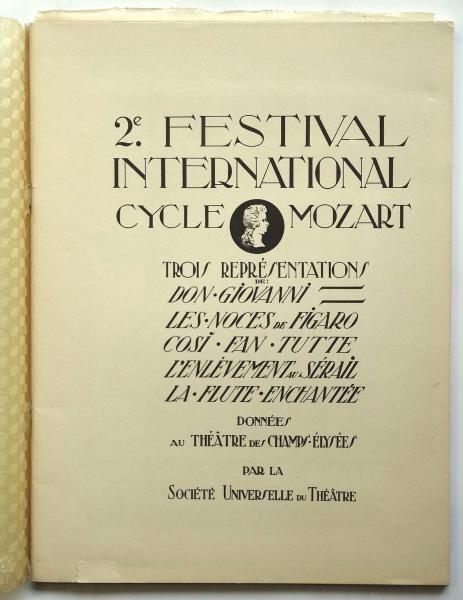 2e. FESTIVAL
INTERNATIONAL
CYCLE MOZART
TROIS REPRÉSENTATIONS
DE:
DON·GIOVANNI
LES·NOCES DE FIGARO
COSI·FAN·TUTTE
L'ENLÈVEMENT AU SÉRAIL
LA·FLUTE·ENCHANTÉE
DONNÉES
AU THÉÂTRE DES CHAMPS·ÉLYSÉES
PAR LA
SOCIÉTÉ UNIVERSELLE DU THÉÂTRE